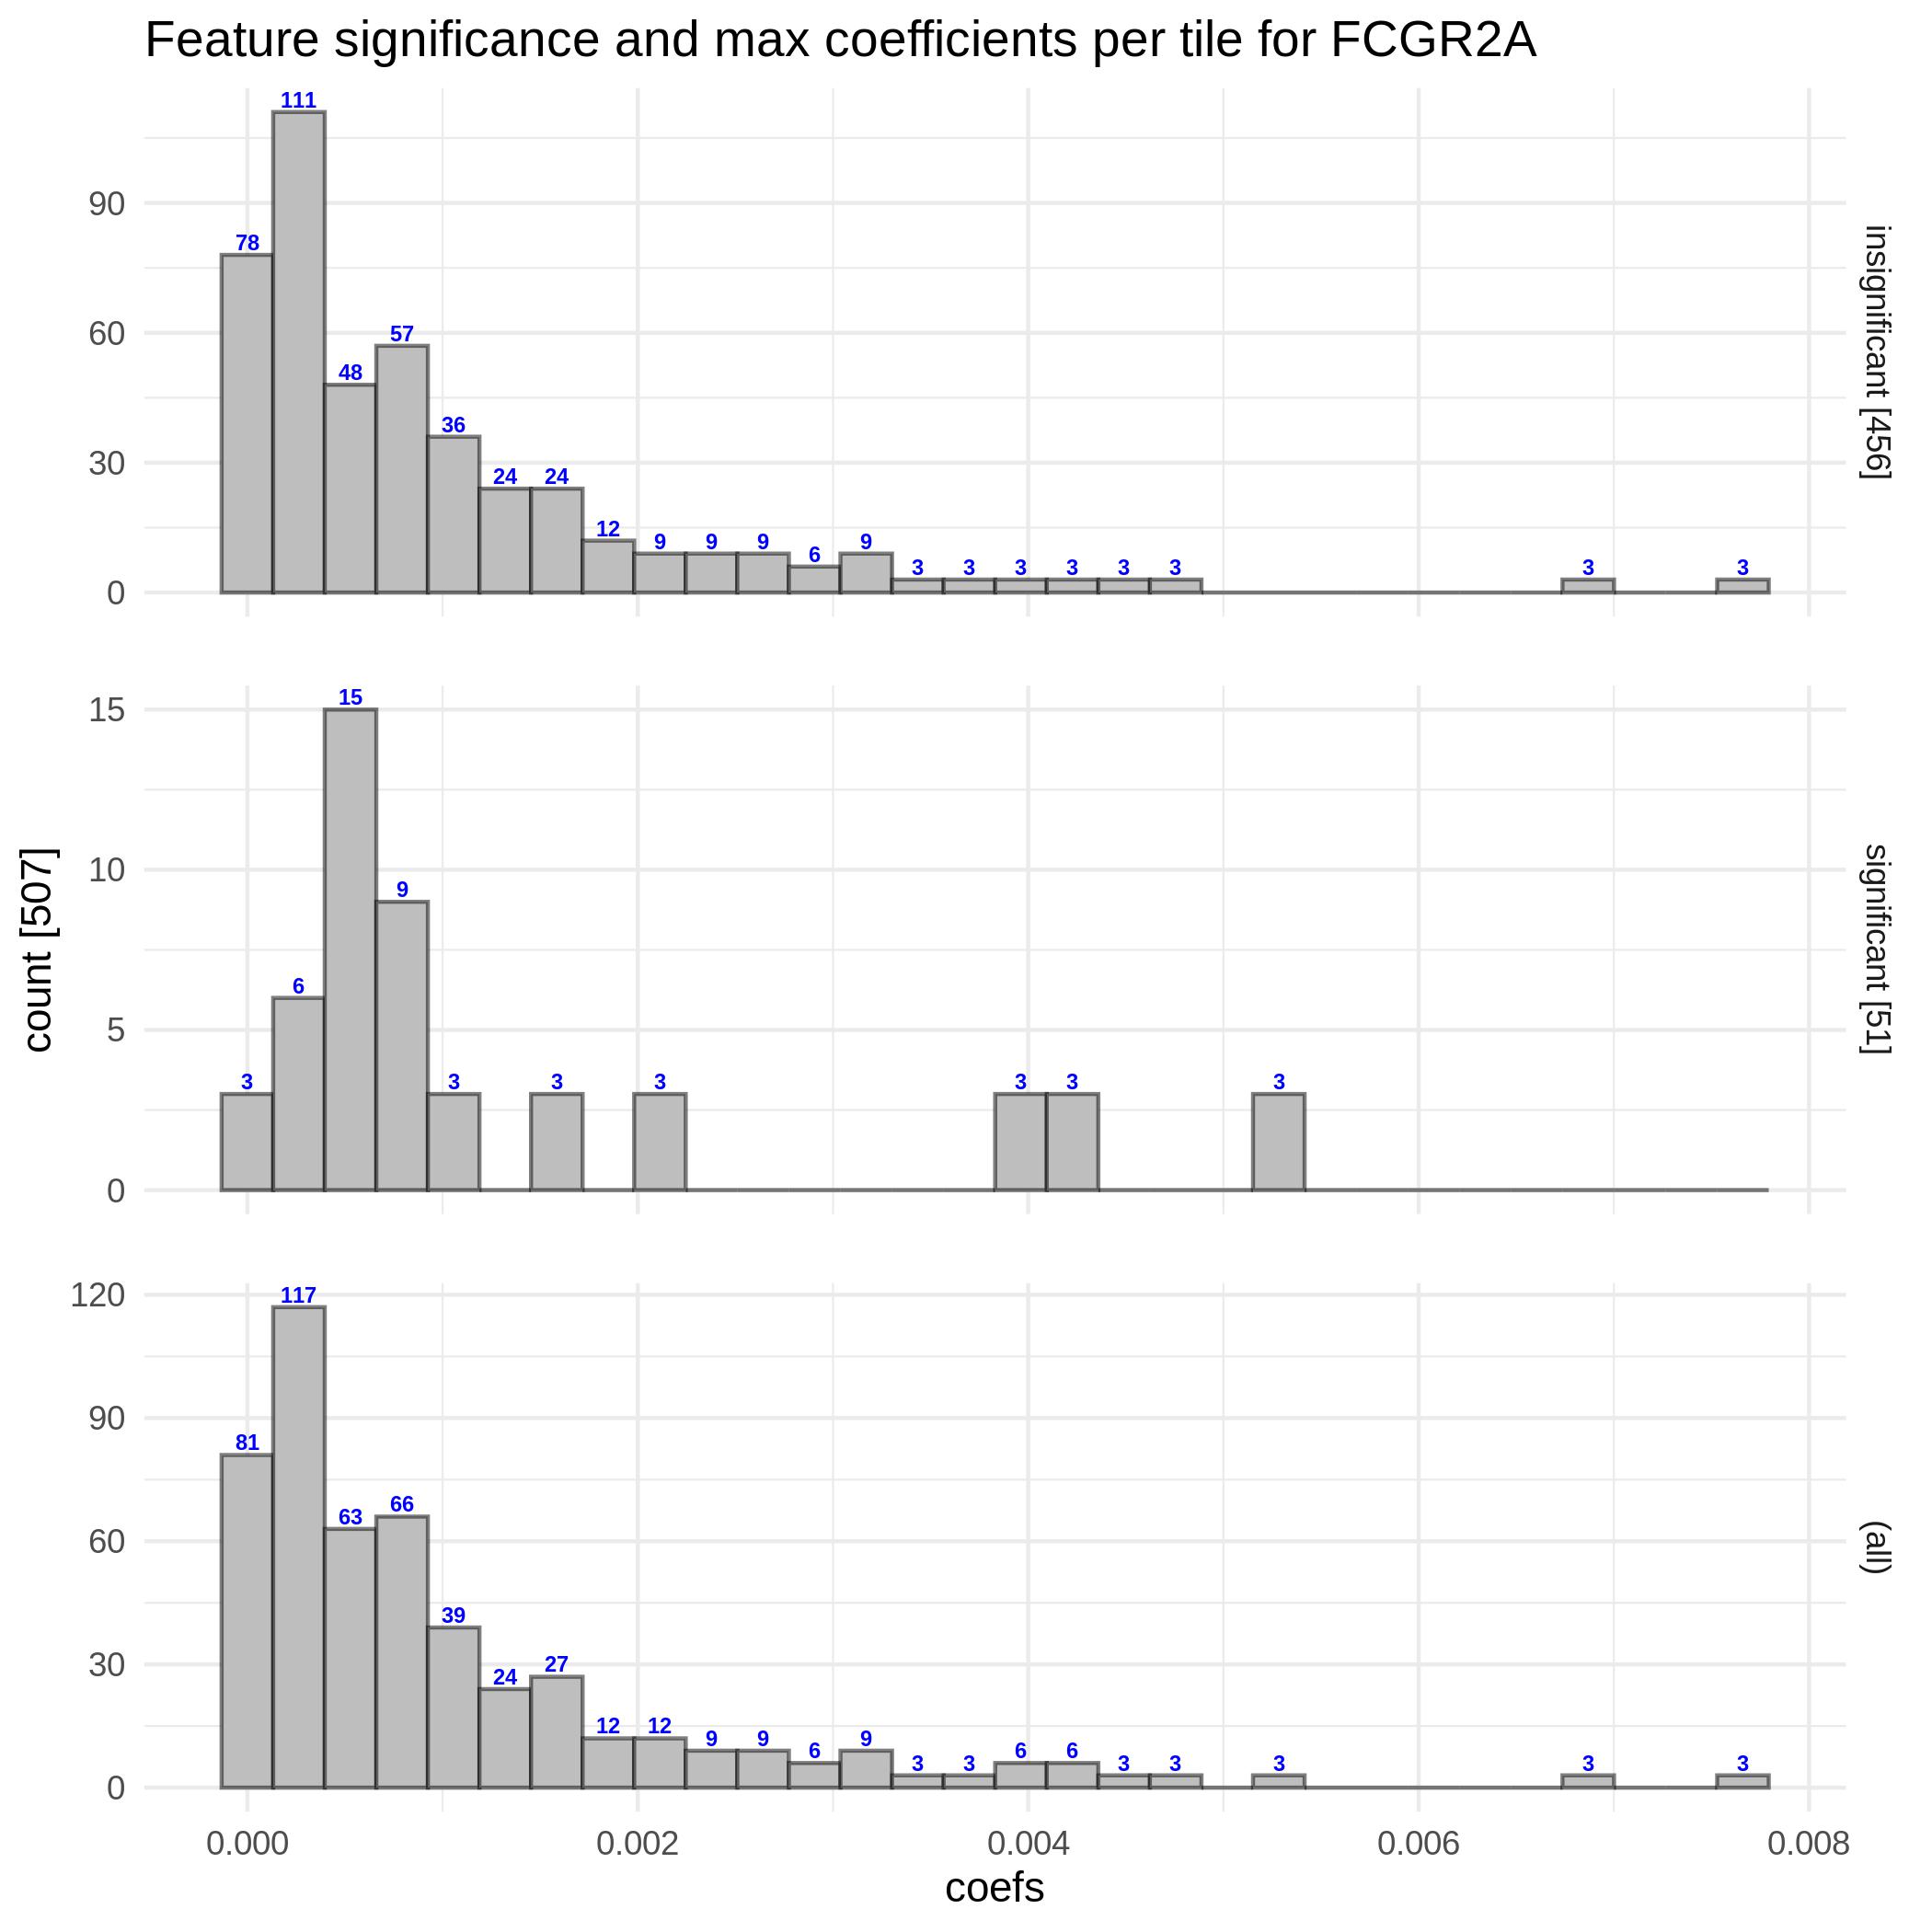 Feature significance and max coefficients per tile for FCGR2A
111
78
57
48
36
24 24
12
9 9 9 6 9
3 3 3 3 3 3 3 3
90
60
30
0
insignificant [456]
15
9
6
3 3 3 3 3 3 3
15
10
5
0
significant [51]
count [507]
117
81
63 66
39
24 27
12 12 9 9 6 9
3 3 6 6 3 3 3 3 3
120
90
60
30
0
(all)
0.000 0.002 0.004 0.006 0.008
coefs